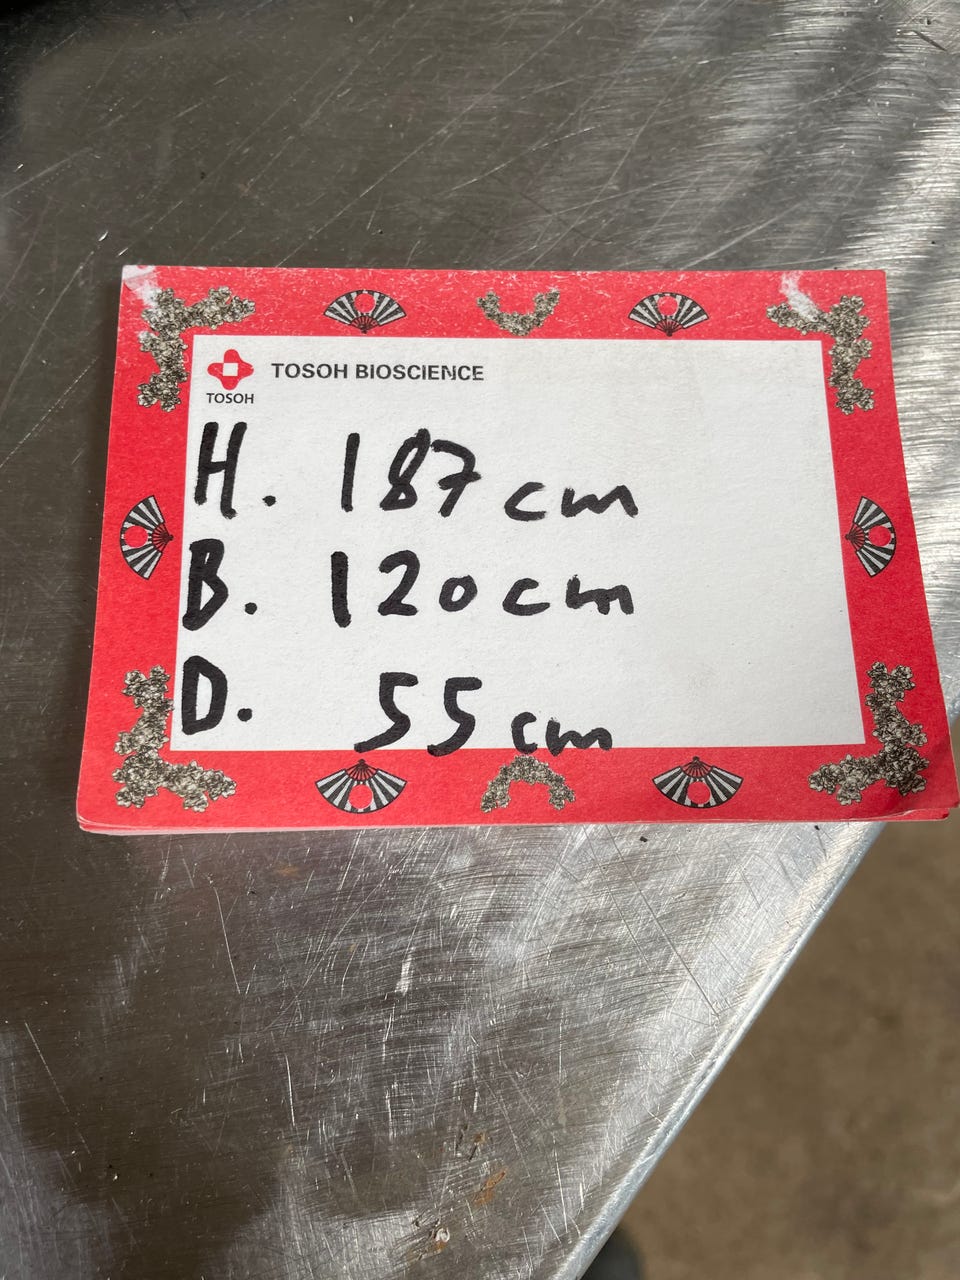 TOSOH BIOSCIENCE
TOSOH
H. 187 cm
B. 120 cm
D. 55 cm